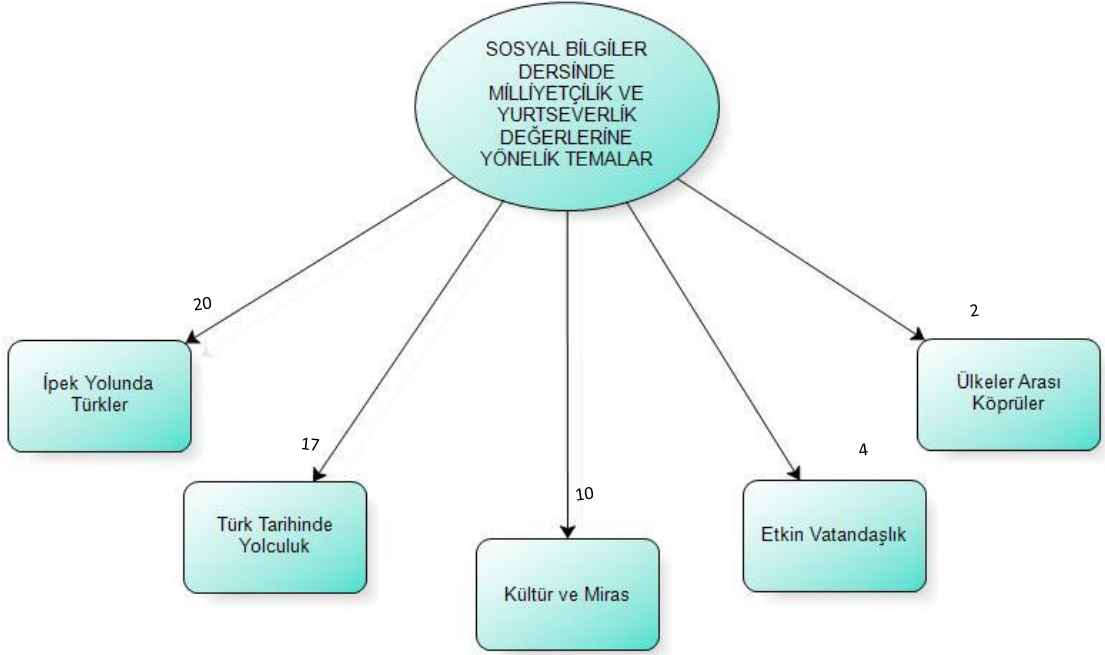 SOSYAL BİLGİLER
DERSİNDE
MİLLİYETÇİLİK VE
YURTSEVERLİK
DEĞERLERİNE
YÖNELİK TEMALAR
20
2
İpek Yolunda
Türkler
Ülkeler Arası
Köprüler
17
4
10
Türk Tarihinde
Yolculuk
Etkin Vatandaşlık
Kültür ve Miras